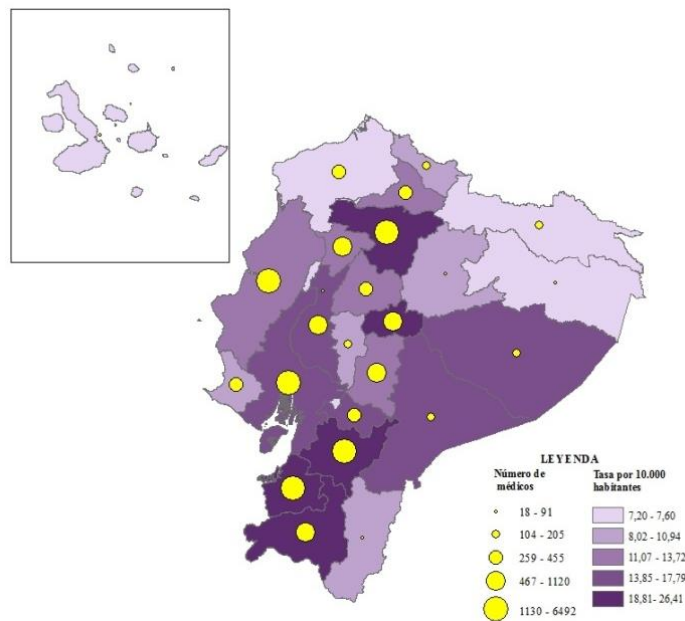 LEYENDA
Número de
médicos
18 - 91
104 - 205
259 - 455
467 - 1120
1130 - 6492
Tasa por 10.000
habitantes
7,20 - 7,60
8,02 - 10,94
11,07 - 13,72
13,85 - 17,79
18,81- 26,41